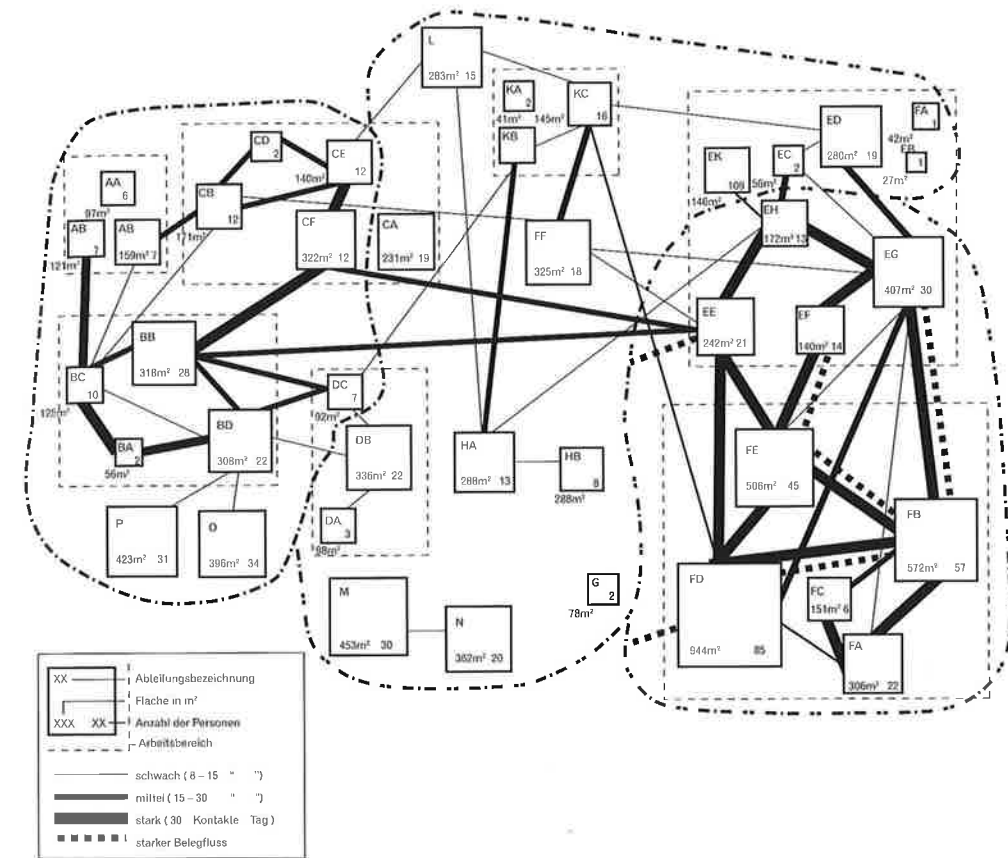 L
283m² 15
KA
2
41m²
KC
16
145m²
KB
ED
280m² 19
FA
1
42m²
EB
1
27m²
EK
109
146m²
EC
2
56m²
EH
172m² 13
EG
407m² 30
CD
2
CE
12
140m²
CB
12
171m²
CF
322m² 12
CA
231m² 19
AA
6
97m²
AB
7
121m²
AB
159m² 7
FF
325m² 18
EE
242m² 21
EF
140m² 14
BB
318m² 28
BC
10
125m²
BD
308m² 22
BA
2
56m²
DC
7
92m²
DB
336m² 22
DA
3
98m²
HA
288m² 13
HB
8
288m²
FE
506m² 45
FB
572m² 57
P
423m² 31
O
396m² 34
M
453m² 30
N
362m² 20
G
2
78m²
FD
944m² 85
FC
151m² 6
FA
306m² 22
XX Abteilungsbezeichnung
Fläche in m²
XXX XX Anzahl der Personen
Arbeitsbereich
schwach ( 8 – 15 " " )
mittel ( 15 – 30 " " )
stark ( 30 Kontakte Tag )
starker Belegfluss